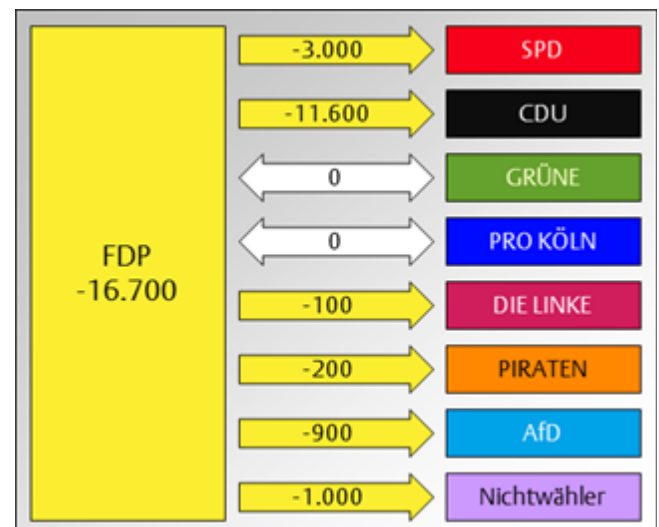 FDP
-16.700
-3.000 SPD
-11.600 CDU
0 GRÜNE
0 PRO KÖLN
-100 DIE LINKE
-200 PIRATEN
-900 AfD
-1.000 Nichtwähler